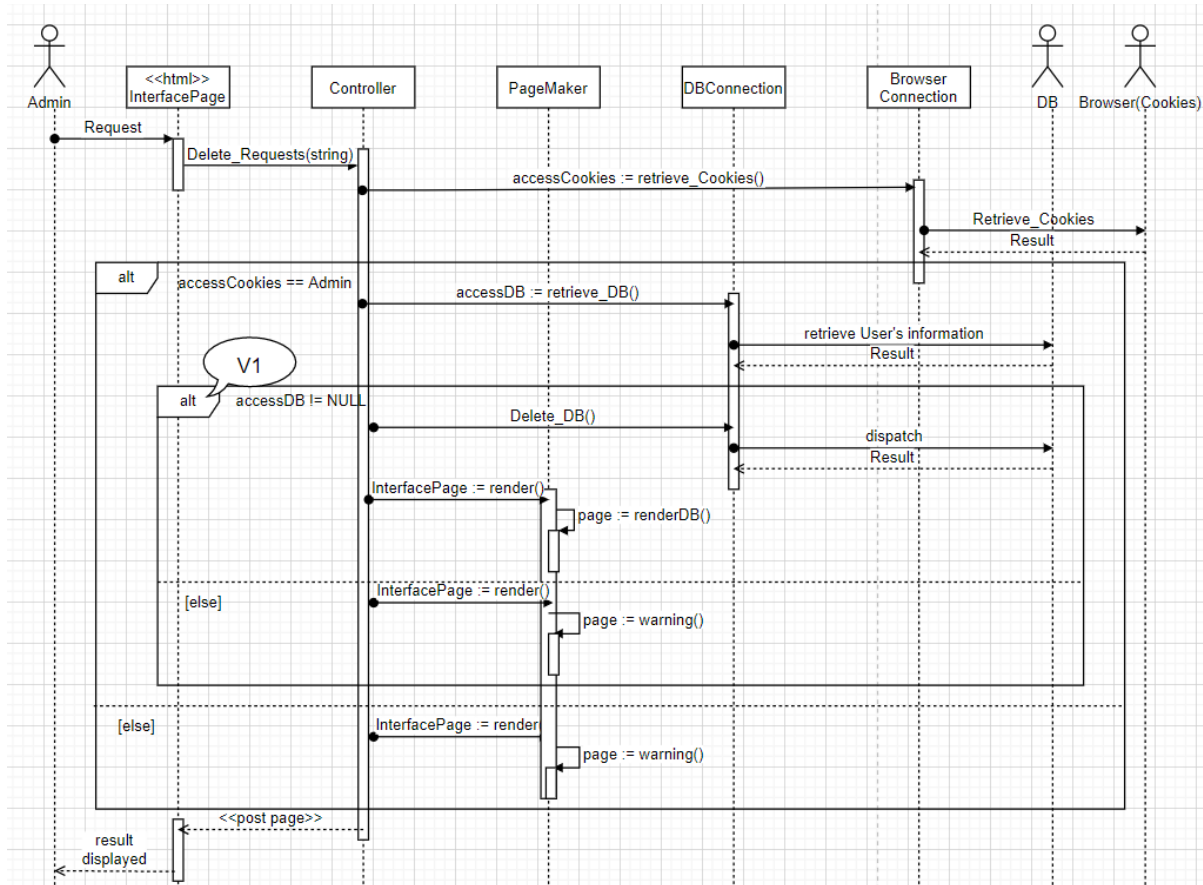 Admin
<<html>>
InterfacePage
Controller
PageMaker
DBConnection
Browser
Connection
DB
Browser(Cookies)
Request
Delete_Requests(string)
accessCookies := retrieve_Cookies()
Retrieve_Cookies
Result
alt
accessCookies == Admin
accessDB := retrieve_DB()
retrieve User's information
Result
V1
alt
accessDB != NULL
Delete_DB()
dispatch
Result
InterfacePage := render()
page := renderDB()
[else]
InterfacePage := render()
page := warning()
[else]
InterfacePage := render(
page := warning()
<<post page>>
result
displayed